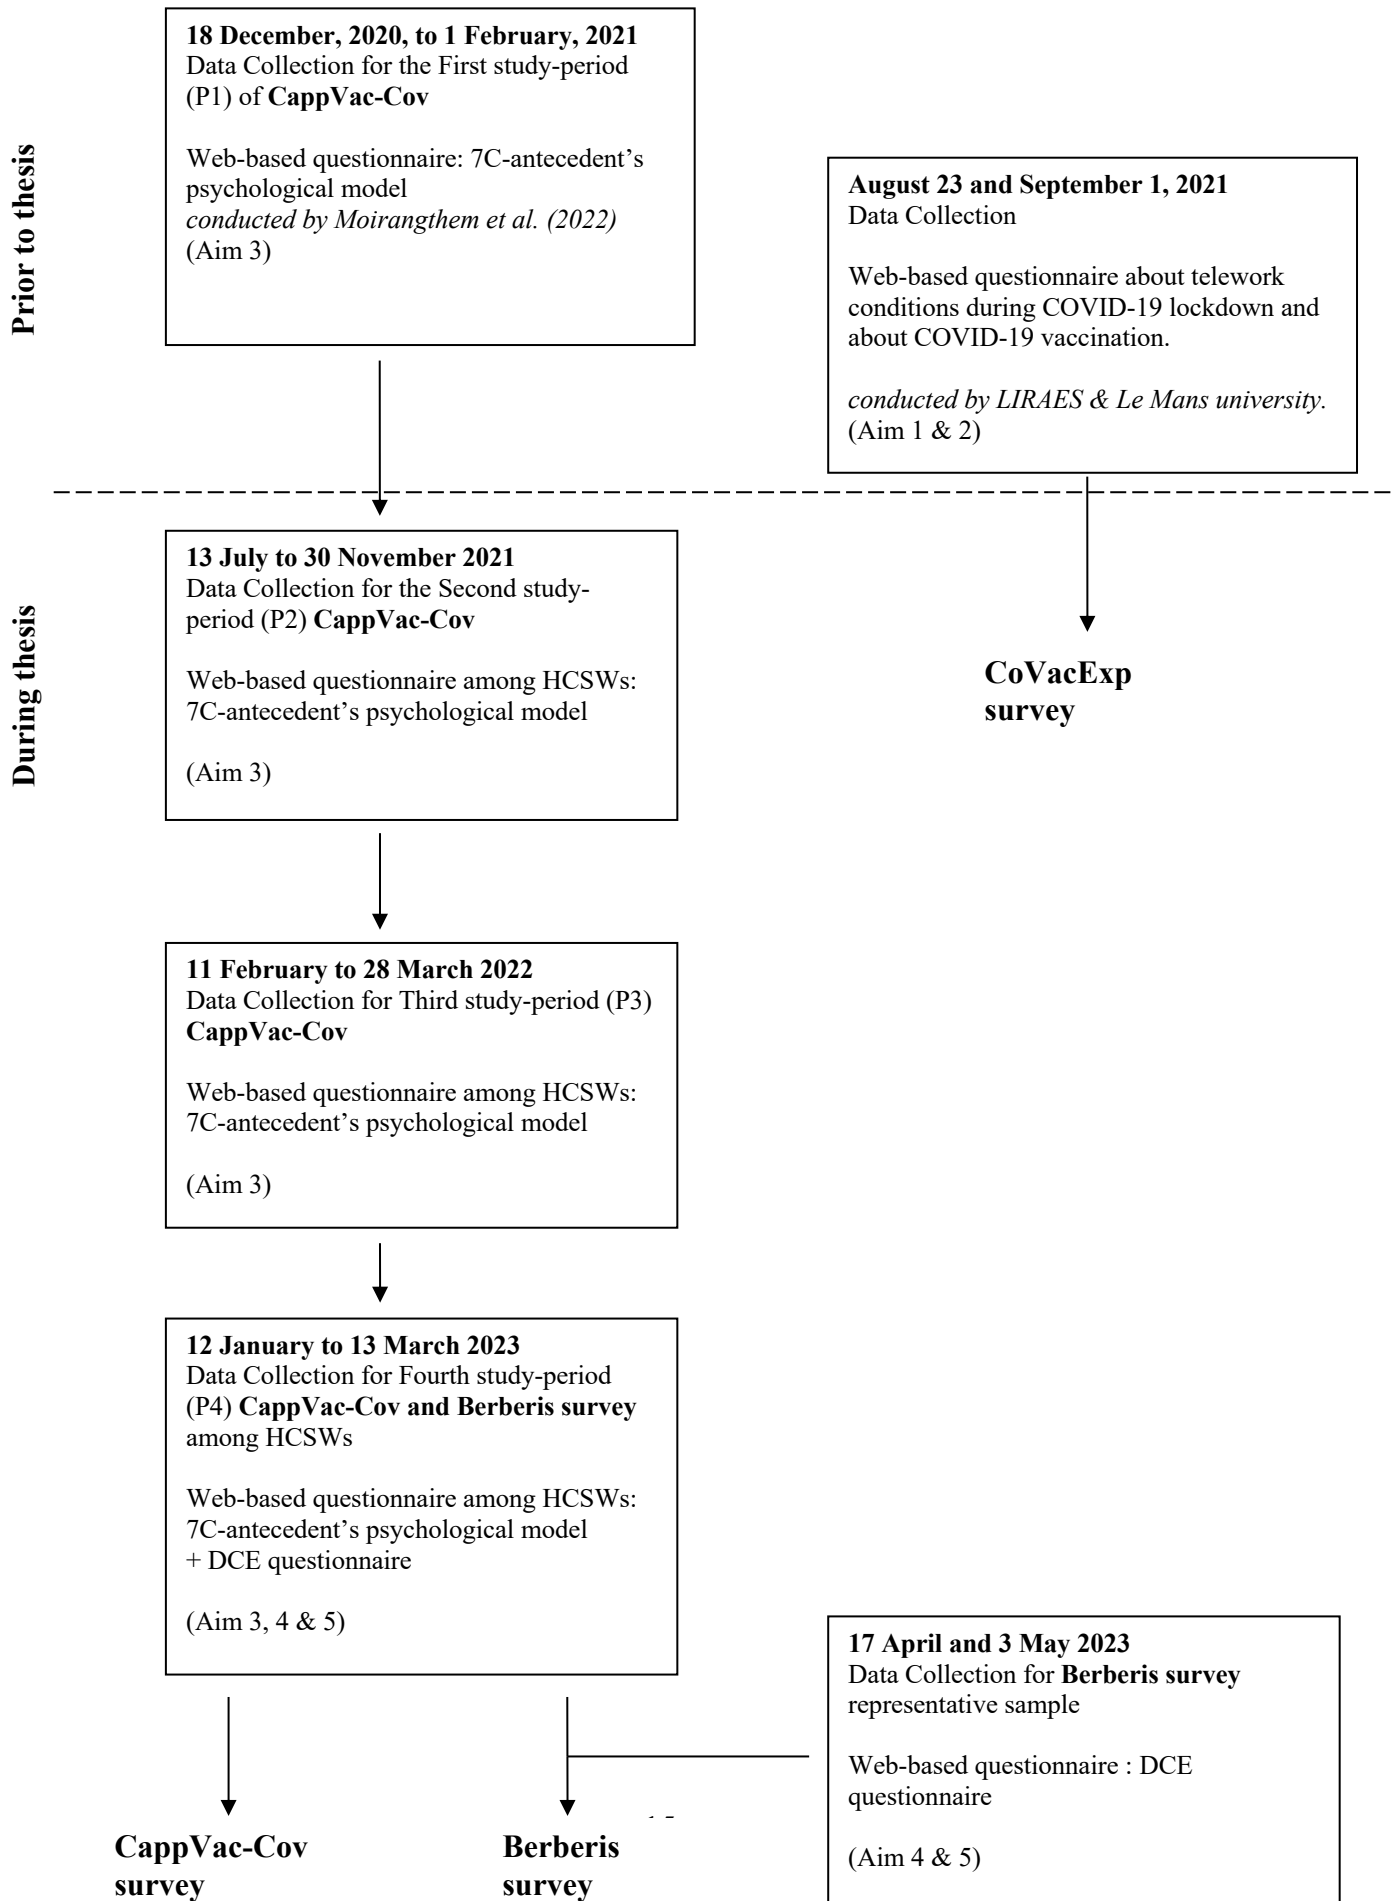 Prior to thesis
18 December, 2020, to 1 February, 2021
Data Collection for the First study-period
(P1) of CappVac-Cov
Web-based questionnaire: 7C-antecedent’s
psychological model
conducted by Moirangthem et al. (2022)
(Aim 3)
August 23 and September 1, 2021
Data Collection
Web-based questionnaire about telework
conditions during COVID-19 lockdown and
about COVID-19 vaccination.
conducted by LIRAES & Le Mans university.
(Aim 1 & 2)
During thesis
13 July to 30 November 2021
Data Collection for the Second study-
period (P2) CappVac-Cov
Web-based questionnaire among HCSWs:
7C-antecedent’s psychological model
(Aim 3)
CoVacExp
survey
11 February to 28 March 2022
Data Collection for Third study-period (P3)
CappVac-Cov
Web-based questionnaire among HCSWs:
7C-antecedent’s psychological model
(Aim 3)
12 January to 13 March 2023
Data Collection for Fourth study-period
(P4) CappVac-Cov and Berberis survey
among HCSWs
Web-based questionnaire among HCSWs:
7C-antecedent’s psychological model
+ DCE questionnaire
(Aim 3, 4 & 5)
17 April and 3 May 2023
Data Collection for Berberis survey
representative sample
Web-based questionnaire : DCE
questionnaire
(Aim 4 & 5)
CappVac-Cov
survey
Berberis
survey